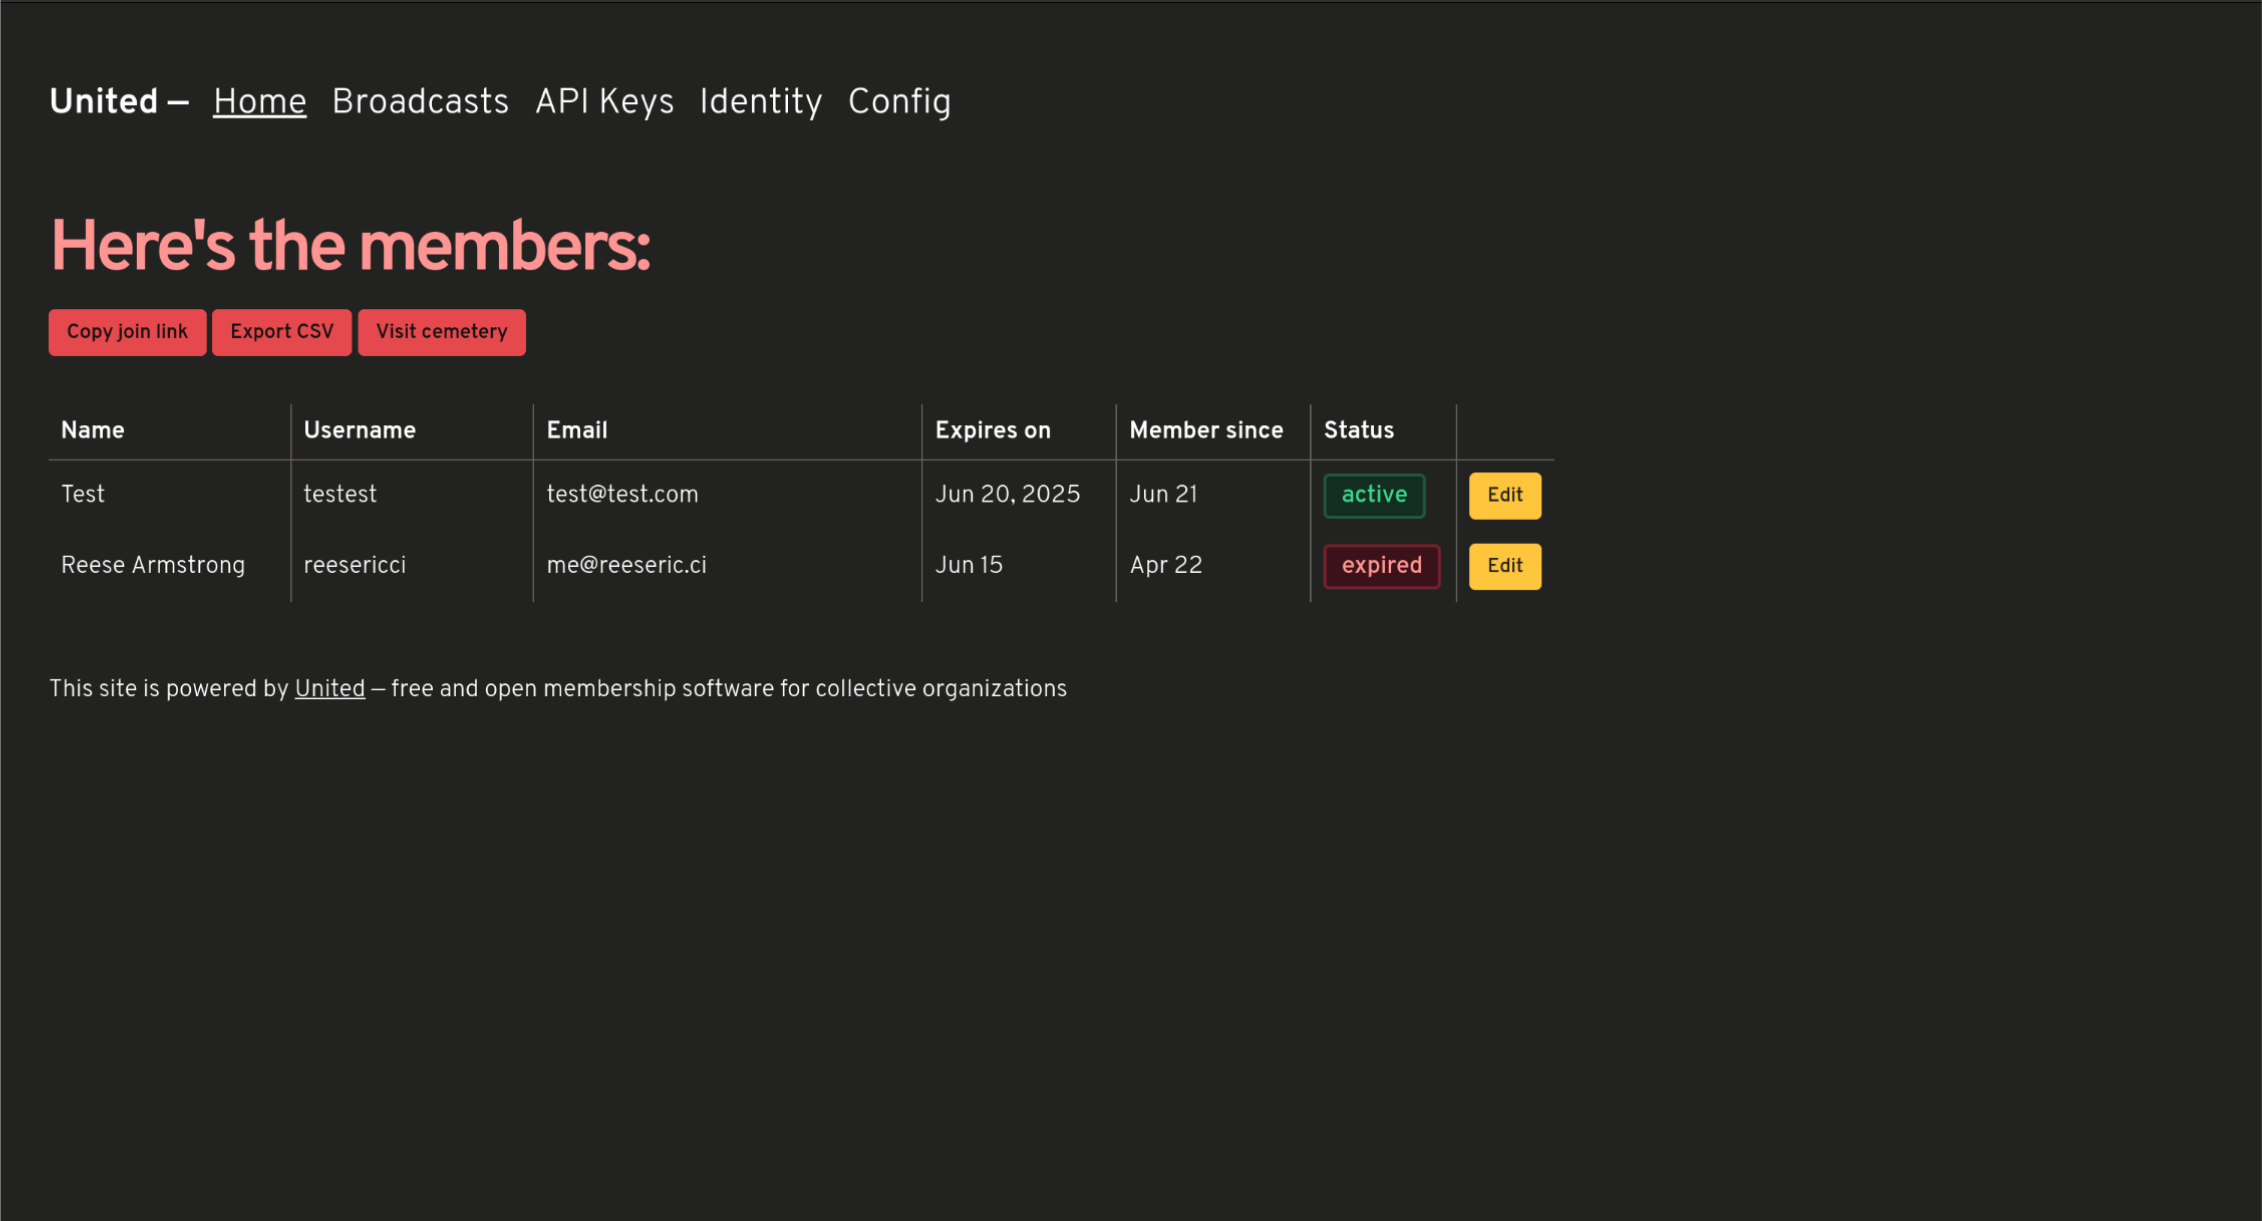 United — Home Broadcasts API Keys Identity Config
Here's the members:
Copy join link Export CSV Visit cemetery
Name Username Email Expires on Member since Status
Test testest test@test.com Jun 20, 2025 Jun 21 active Edit
Reese Armstrong reesericci me@reeseric.ci Jun 15 Apr 22 expired Edit
This site is powered by United — free and open membership software for collective organizations